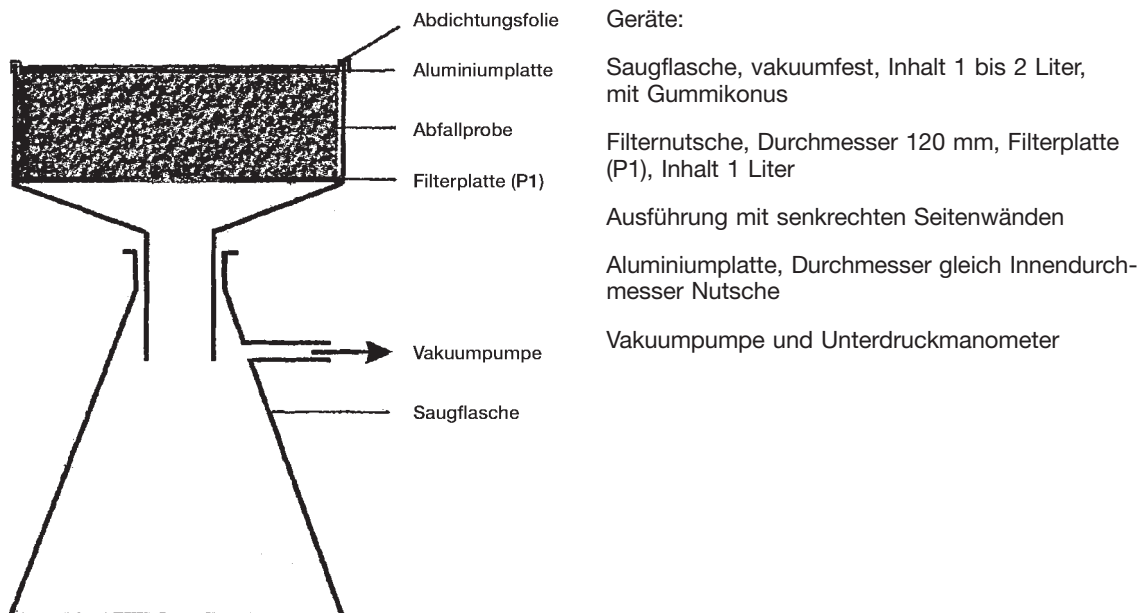 Abdichtungsfolie
Aluminiumplatte
Abfallprobe
Filterplatte (P1)
Vakuumpumpe
Saugflasche
Geräte:
Saugflasche, vakuumfest, Inhalt 1 bis 2 Liter,
mit Gummikonus
Filternutsche, Durchmesser 120 mm, Filterplatte
(P1), Inhalt 1 Liter
Ausführung mit senkrechten Seitenwänden
Aluminiumplatte, Durchmesser gleich Innendurch-
messer Nutsche
Vakuumpumpe und Unterdruckmanometer